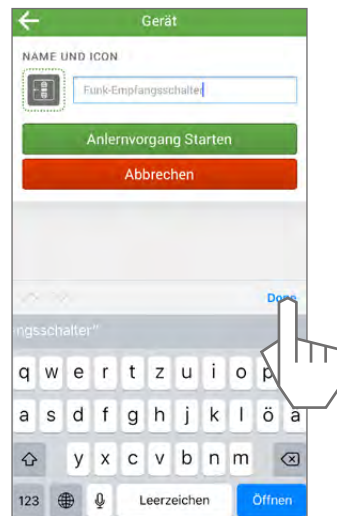 Gerät
NAME UND ICON
Funk-Empfangsschalter
Anlernvorgang Starten
Abbrechen
Done
ngsschalter"
q w e r t z u i o p
a s d f g h j k l ö ä
y x c v b n m
123 Leerzeichen Öffnen